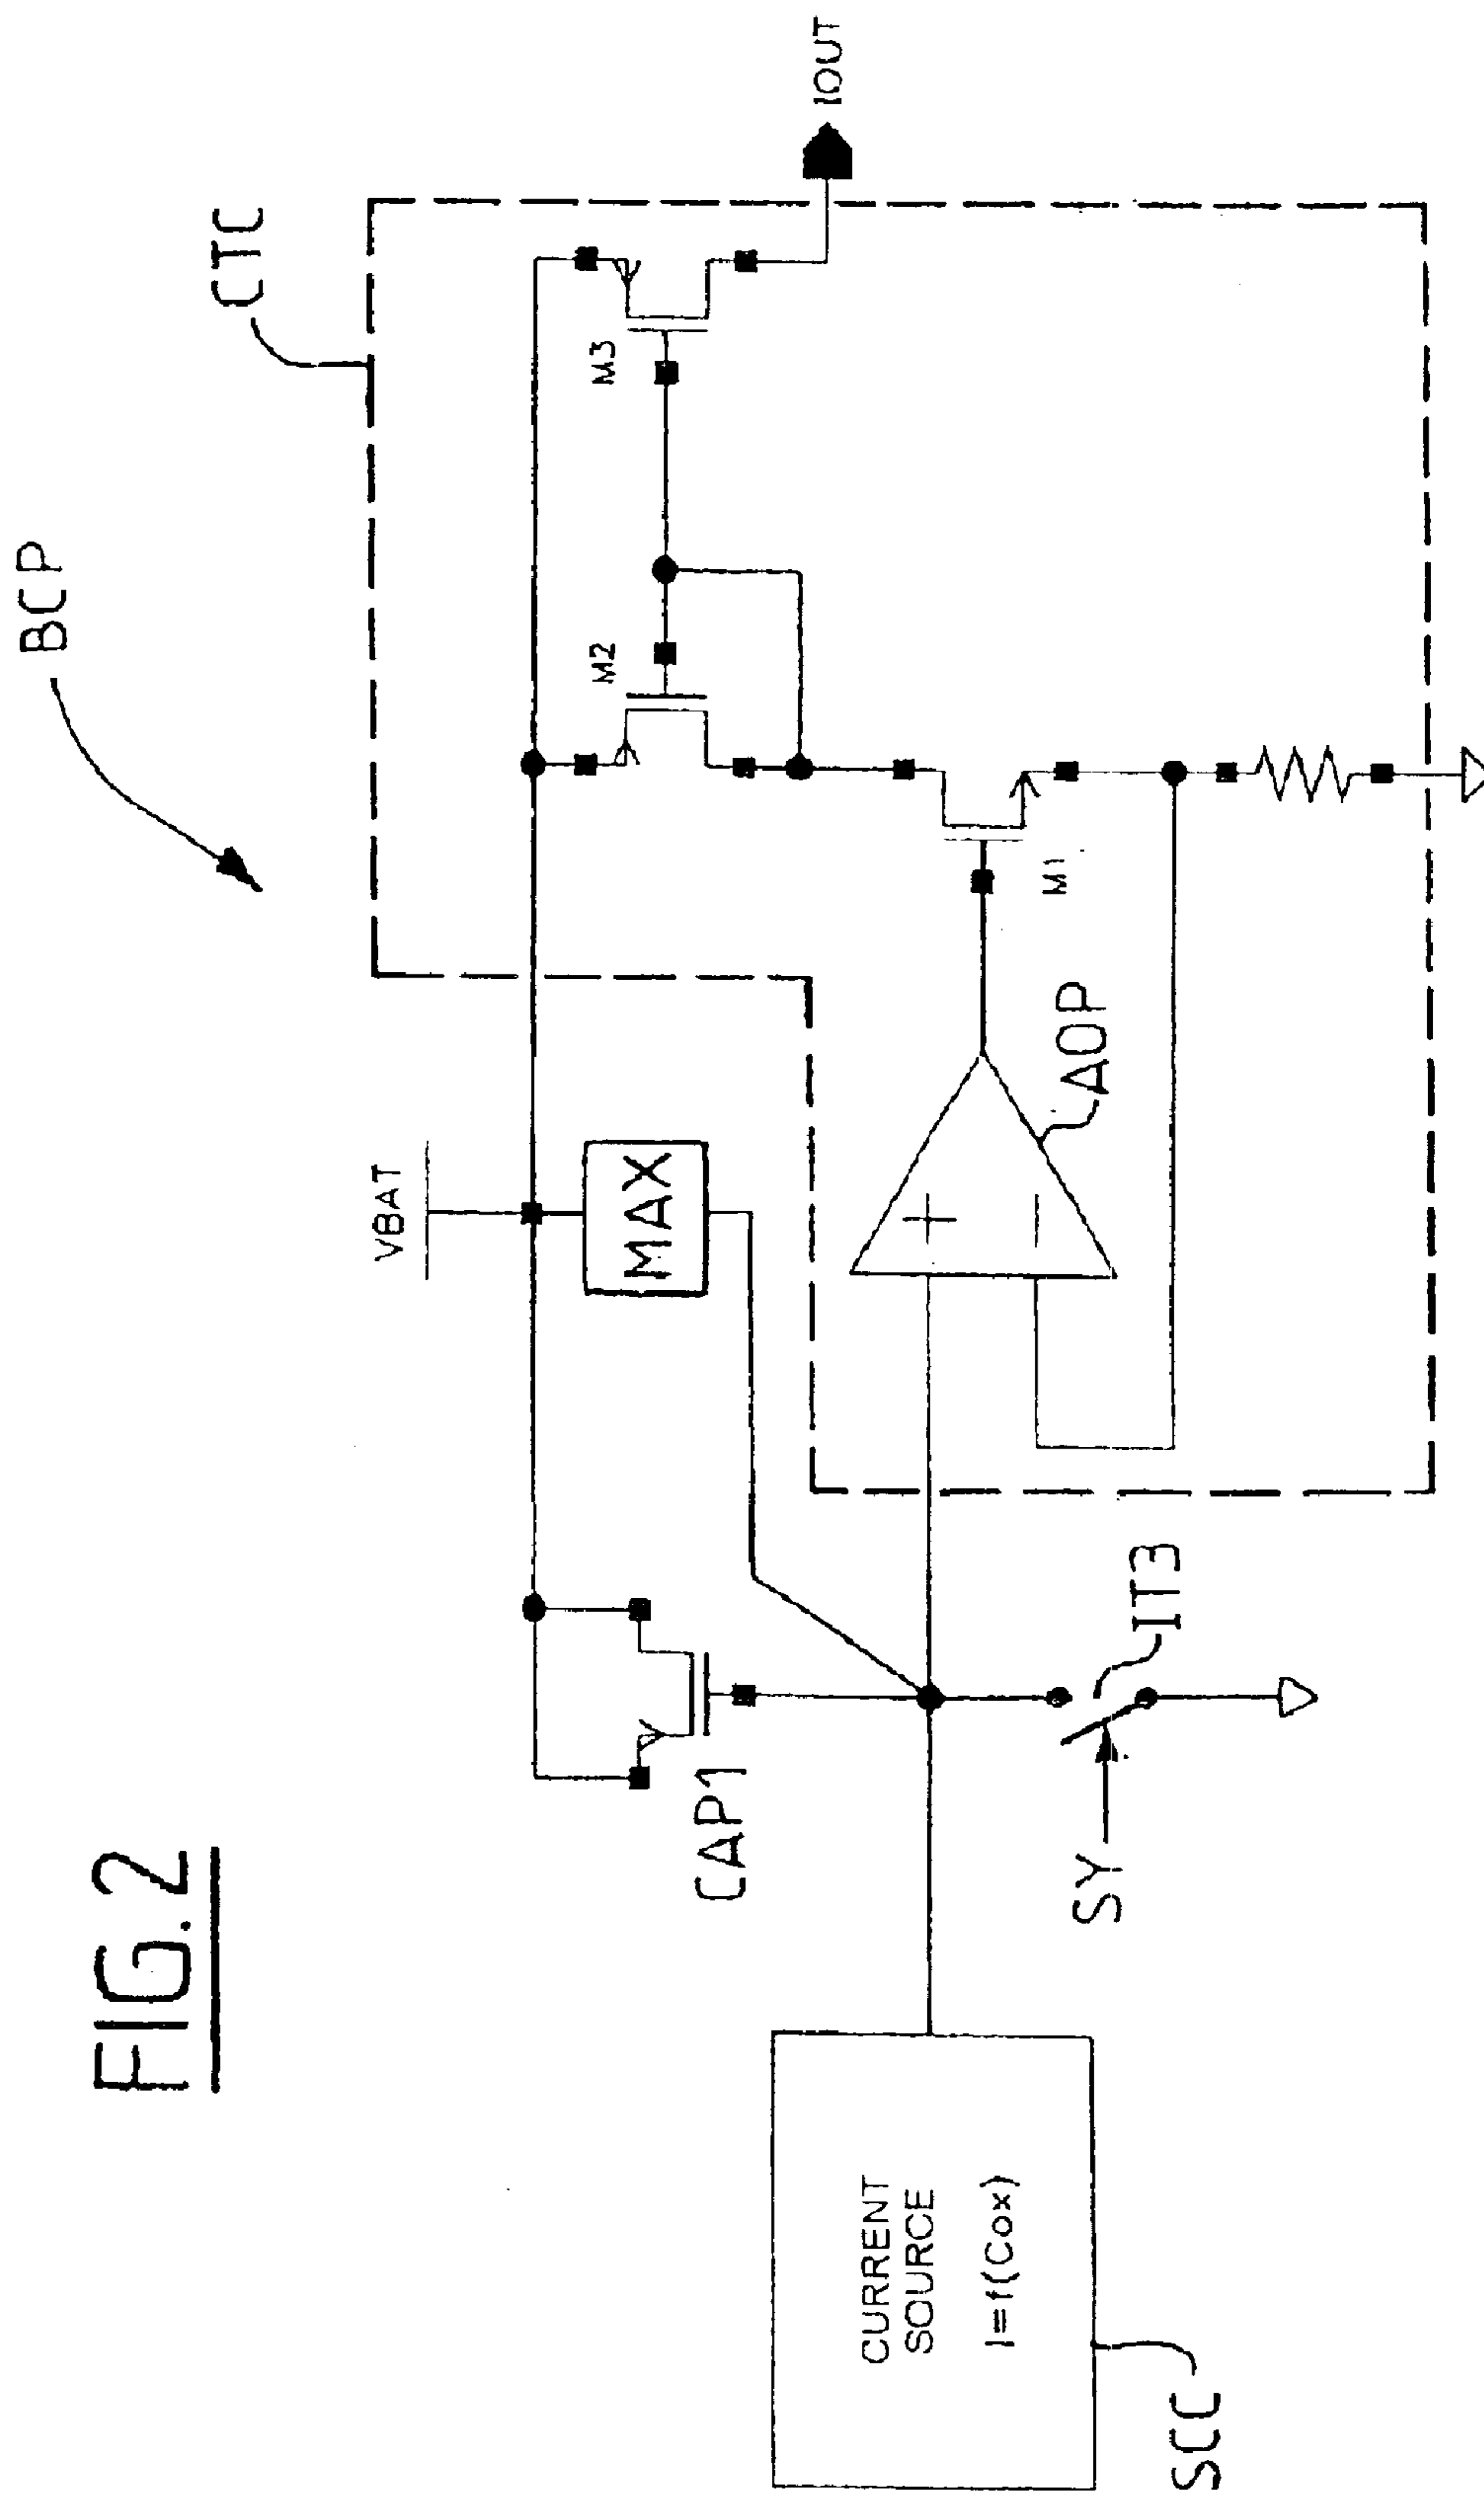 FIG.2
BCP
CTC
VBAT
MAX
M2
M3
IOUT
CAP1
AOP
M1
CURRENT
SOURCE
I=f(Cox)
SY
IT3
SCC
+
−